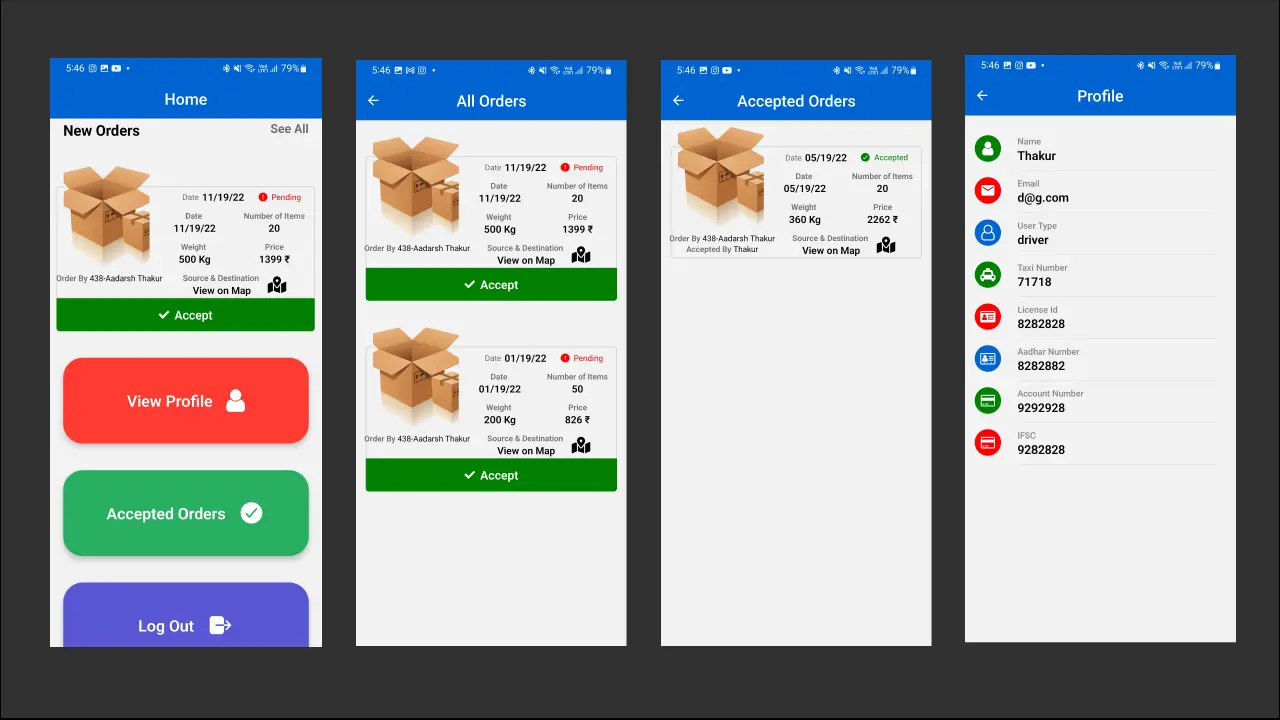 5:46
79%
Home
New Orders
See All
Date 11/19/22
Pending
Date
Number of Items
11/19/22
20
Weight
Price
500 Kg
1399 ₹
Order By 438-Aadarsh Thakur
Source & Destination
View on Map
Accept
View Profile
Accepted Orders
Log Out
5:46
79%
All Orders
Date 11/19/22
Pending
Date
Number of Items
11/19/22
20
Weight
Price
500 Kg
1399 ₹
Order By 438-Aadarsh Thakur
Source & Destination
View on Map
Accept
Date 01/19/22
Pending
Date
Number of Items
01/19/22
50
Weight
Price
200 Kg
826 ₹
Order By 438-Aadarsh Thakur
Source & Destination
View on Map
Accept
5:46
79%
Accepted Orders
Date 05/19/22
Accepted
Date
Number of Items
05/19/22
20
Weight
Price
360 Kg
2262 ₹
Order By 438-Aadarsh Thakur
Accepted By Thakur
Source & Destination
View on Map
5:46
79%
Profile
Name
Thakur
Email
d@g.com
User Type
driver
Taxi Number
71718
License Id
8282828
Aadhar Number
8282882
Account Number
9292928
IFSC
9282828